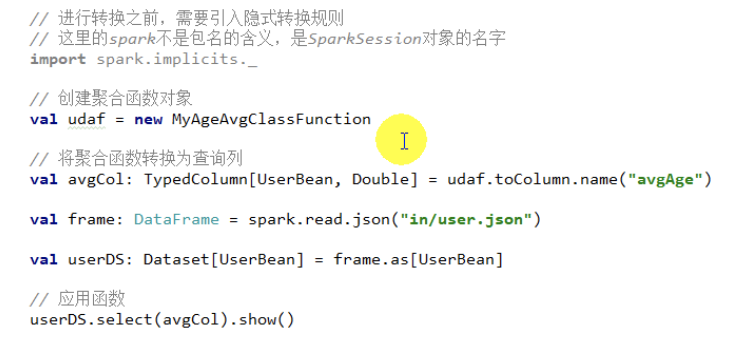 // 进行转换之前，需要引入隐式转换规则
// 这里的spark不是包名的含义，是SparkSession对象的名字
import spark.implicits._
// 创建聚合函数对象
val udaf = new MyAgeAvgClassFunction
// 将聚合函数转换为查询列
val avgCol: TypedColumn[UserBean, Double] = udaf.toColumn.name("avgAge")
val frame: DataFrame = spark.read.json("in/user.json")
val userDS: Dataset[UserBean] = frame.as[UserBean]
// 应用函数
userDS.select(avgCol).show()